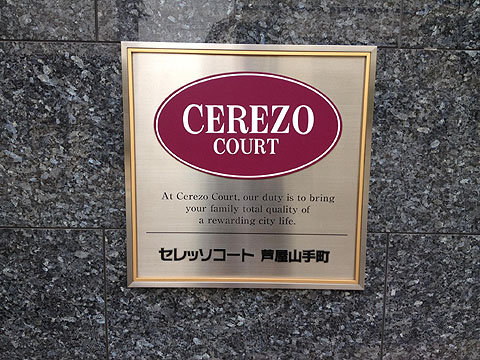 CEREZO
COURT
At Cerezo Court, our duty is to bring
your family total quality of
a rewarding city life.
セレッソコート 芦屋山手町